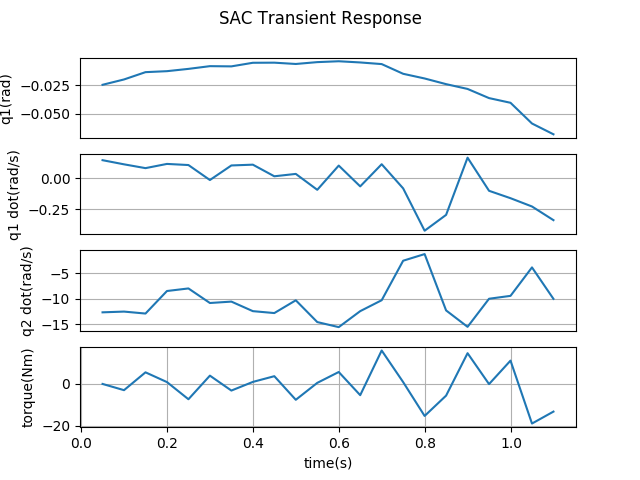 SAC Transient Response
q1(rad)
−0.025
−0.050
q1 dot(rad/s)
0.00
−0.25
q2 dot(rad/s)
−5
−10
−15
torque(Nm)
0
−20
0.0 0.2 0.4 0.6 0.8 1.0
time(s)